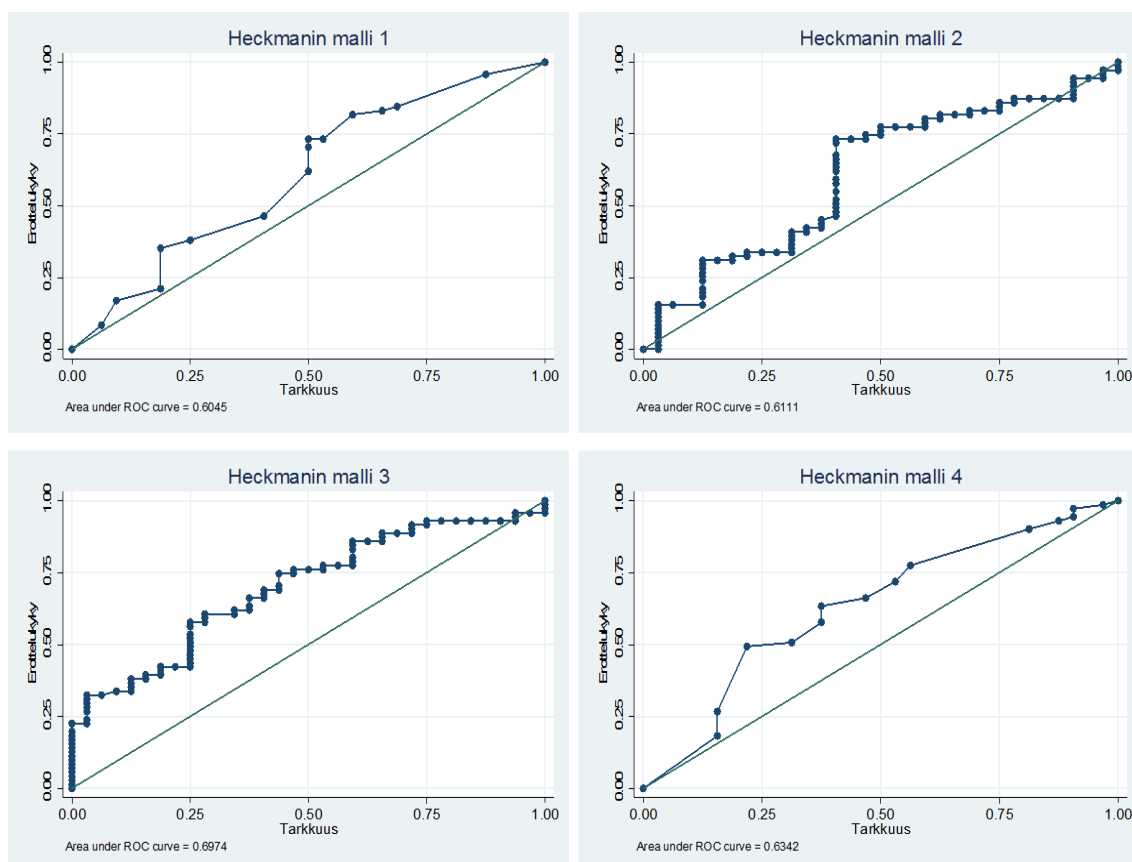 Heckmanin malli 1
Erottelukyky
0.00 0.25 0.50 0.75 1.00
0.00 0.25 0.50 0.75 1.00
Tarkkuus
Area under ROC curve = 0.6045
Heckmanin malli 2
Erottelukyky
0.00 0.25 0.50 0.75 1.00
0.00 0.25 0.50 0.75 1.00
Tarkkuus
Area under ROC curve = 0.6111
Heckmanin malli 3
Erottelukyky
0.00 0.25 0.50 0.75 1.00
0.00 0.25 0.50 0.75 1.00
Tarkkuus
Area under ROC curve = 0.6974
Heckmanin malli 4
Erottelukyky
0.00 0.25 0.50 0.75 1.00
0.00 0.25 0.50 0.75 1.00
Tarkkuus
Area under ROC curve = 0.6342